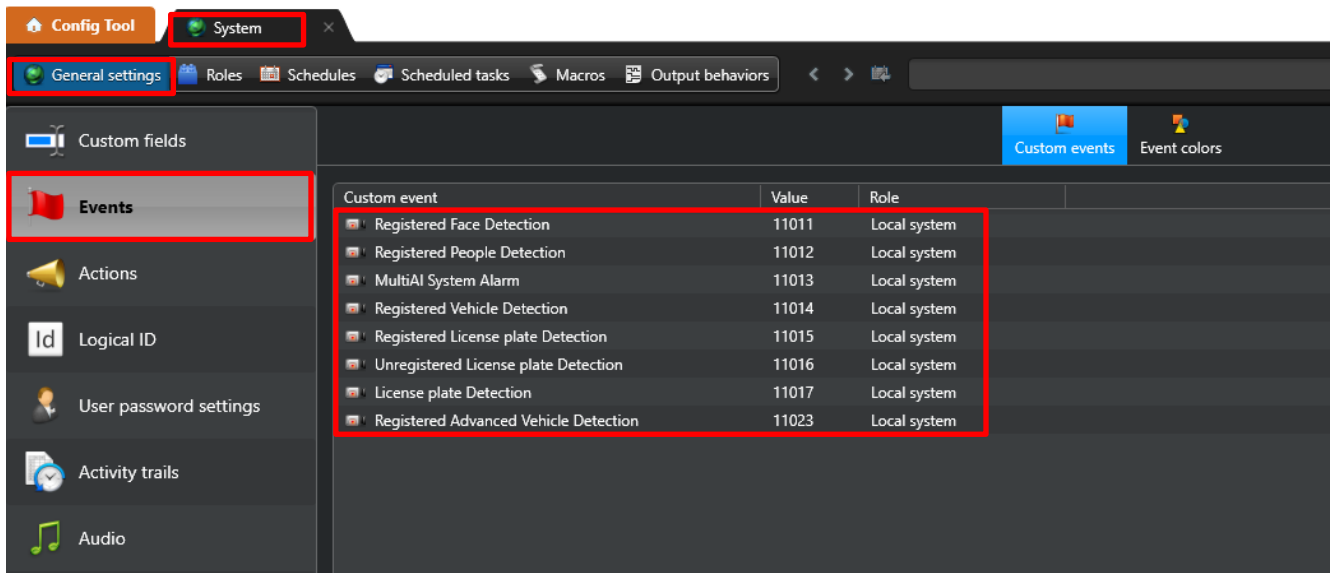 Config Tool System
General settings Roles Schedules Scheduled tasks Macros Output behaviors
Custom fields
Events
Actions
Id Logical ID
User password settings
Activity trails
Audio
Custom events Event colors
Custom event Value Role
Registered Face Detection 11011 Local system
Registered People Detection 11012 Local system
MultiAI System Alarm 11013 Local system
Registered Vehicle Detection 11014 Local system
Registered License plate Detection 11015 Local system
Unregistered License plate Detection 11016 Local system
License plate Detection 11017 Local system
Registered Advanced Vehicle Detection 11023 Local system